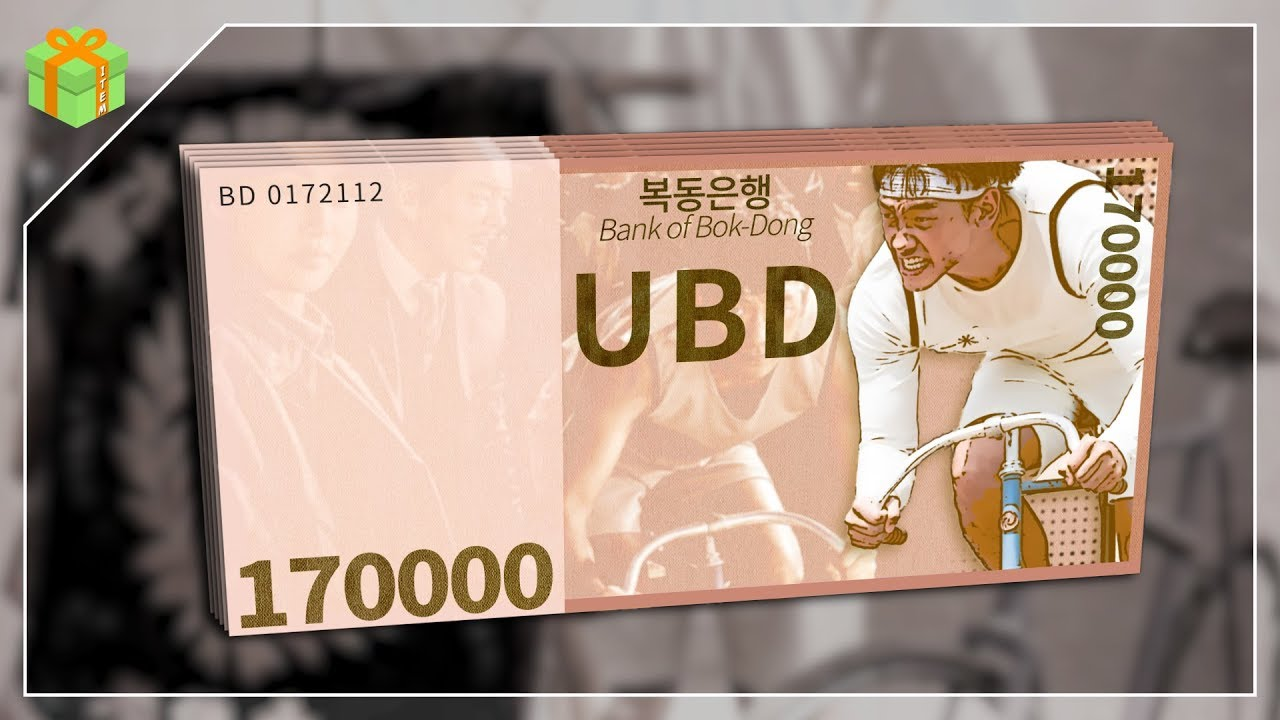 ITEM
BD 0172112
복동은행
Bank of Bok-Dong
UBD
170000
170000